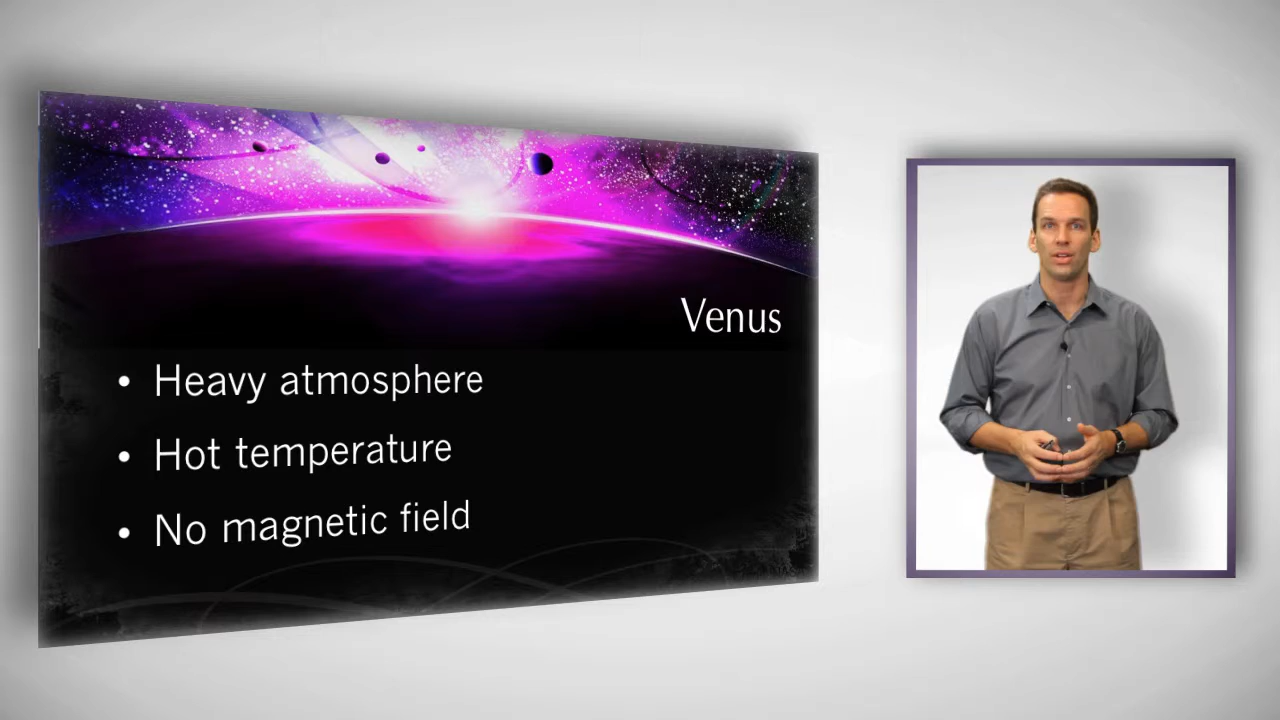 Venus
• Heavy atmosphere
• Hot temperature
• No magnetic field